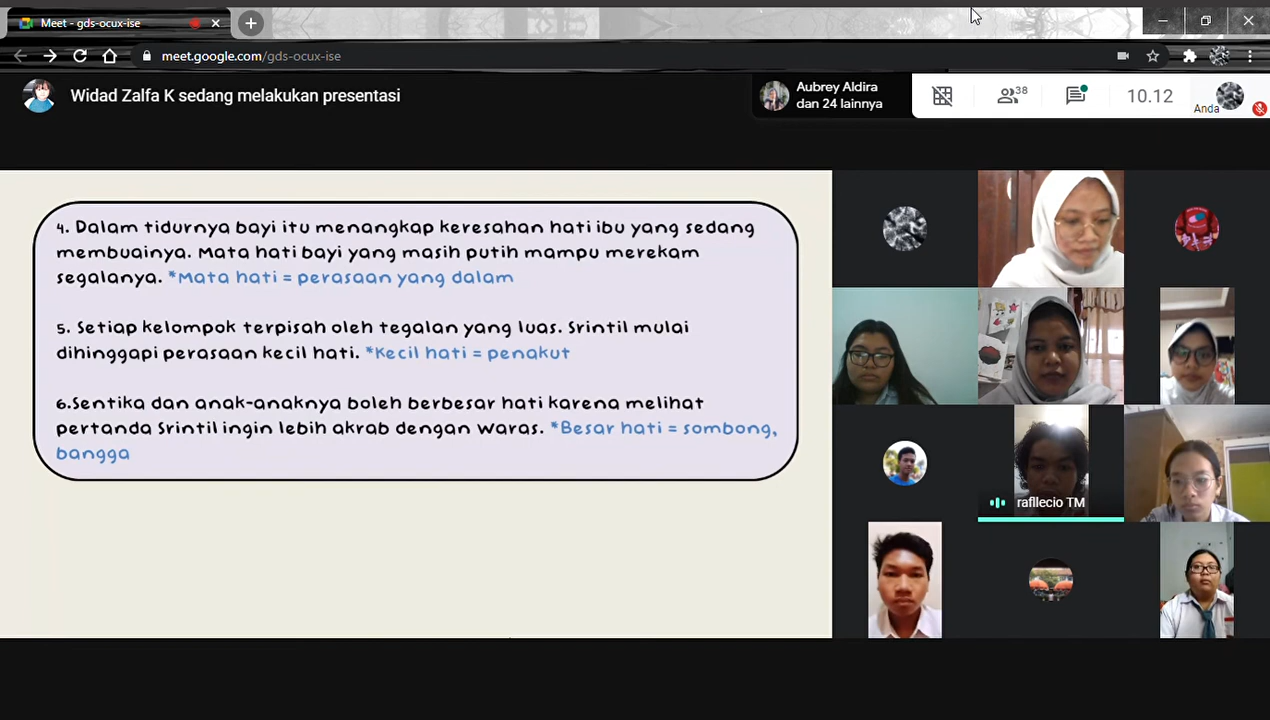 Meet - gds-ocux-ise
meet.google.com/gds-ocux-ise
Widad Zalfa K sedang melakukan presentasi
Aubrey Aldira
dan 24 lainnya
38
10.12
Anda
4. Dalam tidurnya bayi itu menangkap keresahan hati ibu yang sedang
membuainya. Mata hati bayi yang masih putih mampu merekam
segalanya. *Mata hati = perasaan yang dalam
5. Setiap kelompok terpisah oleh tegalan yang luas. Srintil mulai
dihinggapi perasaan kecil hati. *Kecil hati = penakut
6.Sentika dan anak-anaknya boleh berbesar hati karena melihat
pertanda Srintil ingin lebih akrab dengan Waras. *Besar hati = sombong,
bangga
rafllecio TM